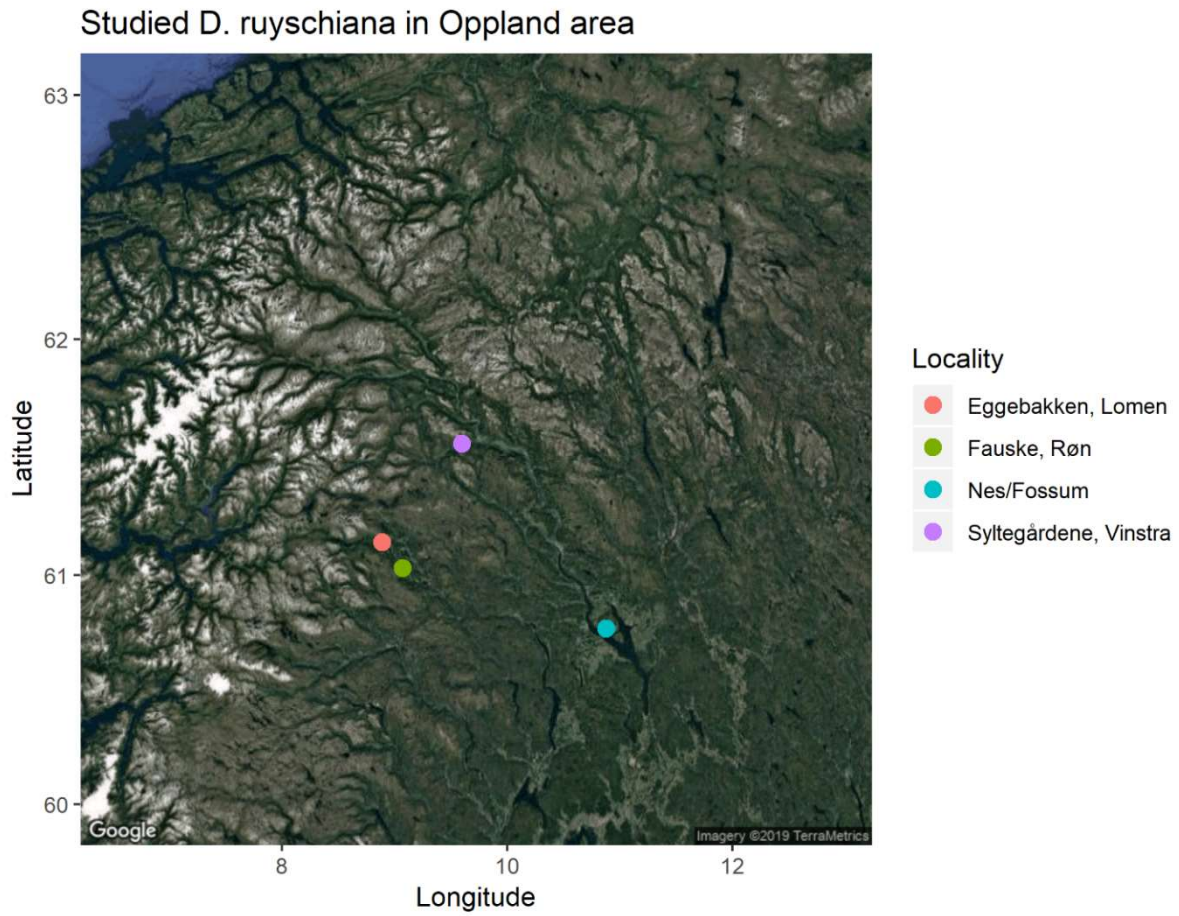 Studied D. ruyschiana in Oppland area
63
62
61
60
Latitude
8
10
12
Longitude
Google
Imagery ©2019 TerraMetrics
Locality
Eggebakken, Lomen
Fauske, Røn
Nes/Fossum
Syltegårdene, Vinstra